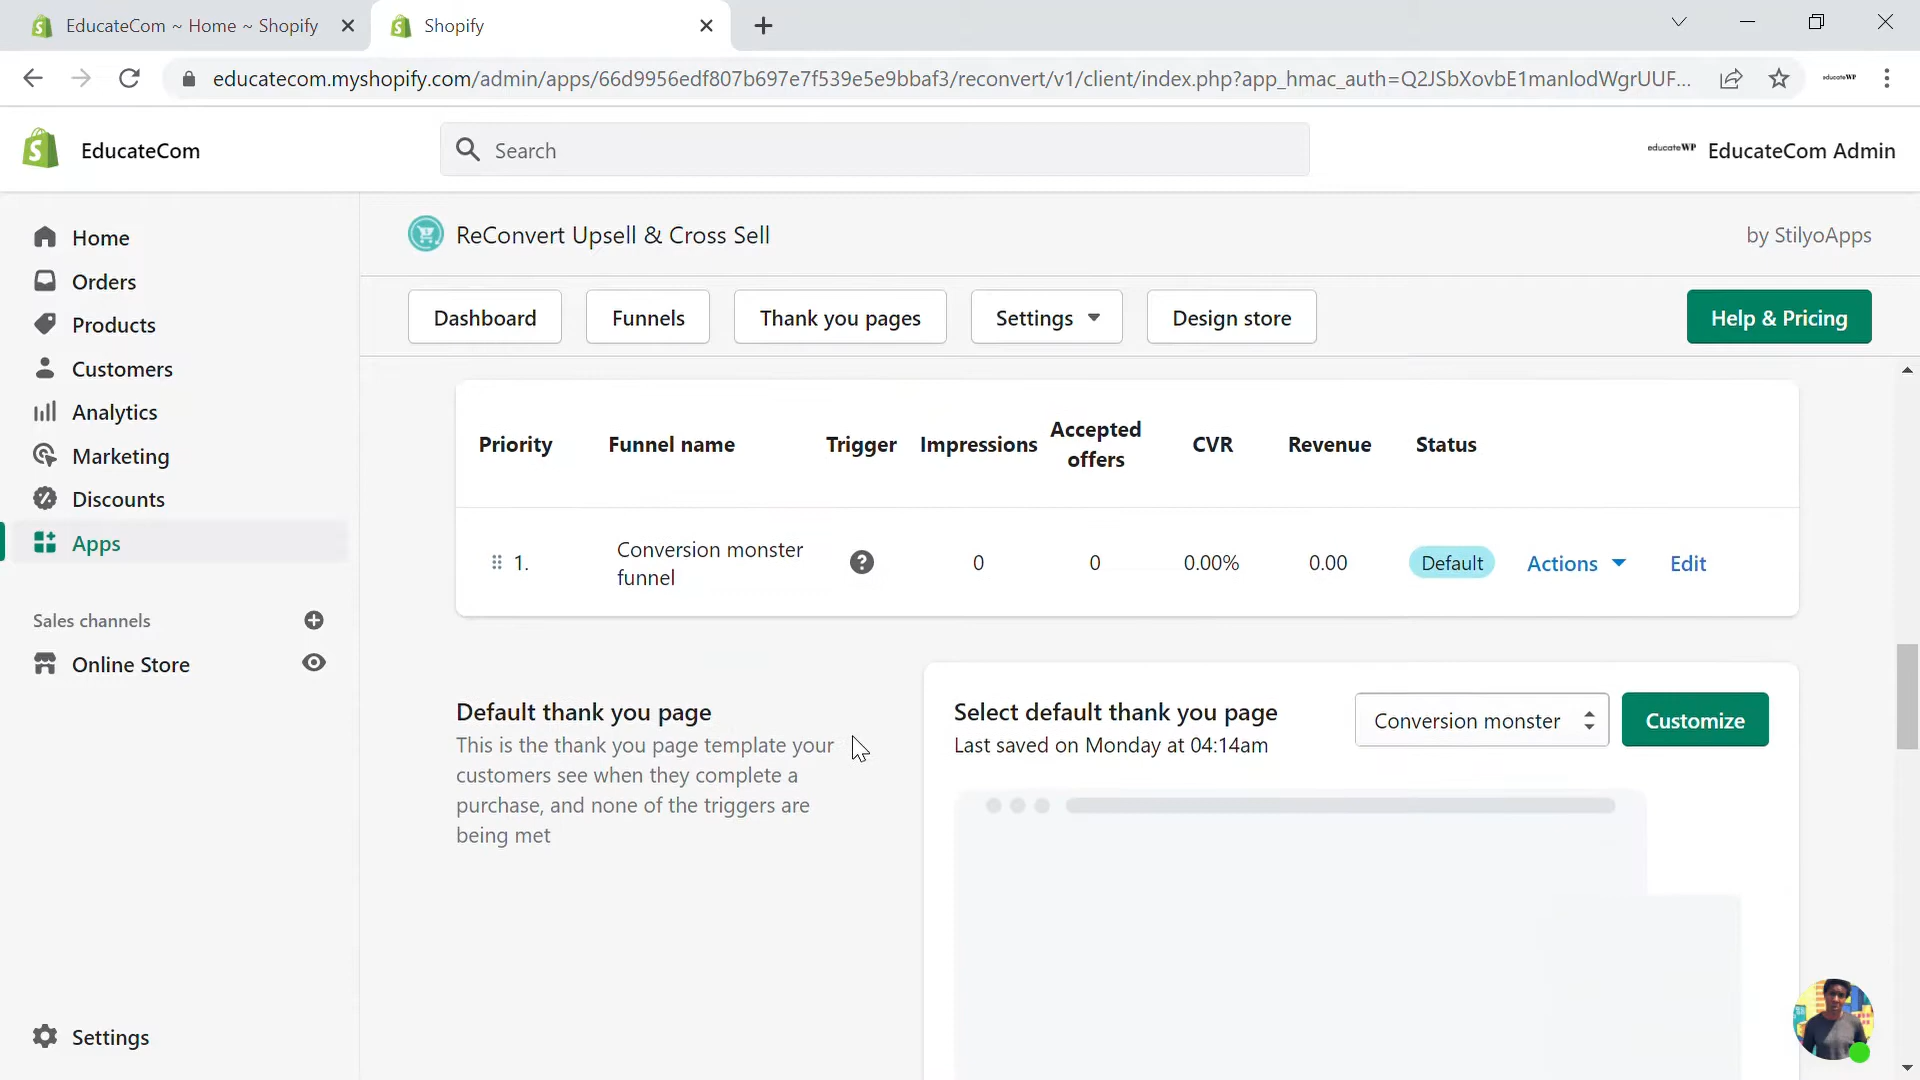 EducateCom ~ Home ~ Shopify
Shopify
educatecom.myshopify.com/admin/apps/66d9956edf807b697e7f539e5e9bbaf3/reconvert/v1/client/index.php?app_hmac_auth=Q2JSbXovbE1manlodWgrUUF...
educateWP
EducateCom
Search
educateWP
EducateCom Admin
Home
Orders
Products
Customers
Analytics
Marketing
Discounts
Apps
Sales channels
Online Store
Settings
ReConvert Upsell & Cross Sell
by StilyoApps
Dashboard
Funnels
Thank you pages
Settings
Design store
Help & Pricing
Priority Funnel name Trigger Impressions Accepted offers CVR Revenue Status
1. Conversion monster funnel ? 0 0 0.00% 0.00 Default Actions Edit
Default thank you page
This is the thank you page template your
customers see when they complete a
purchase, and none of the triggers are
being met
Select default thank you page
Last saved on Monday at 04:14am
Conversion monster
Customize